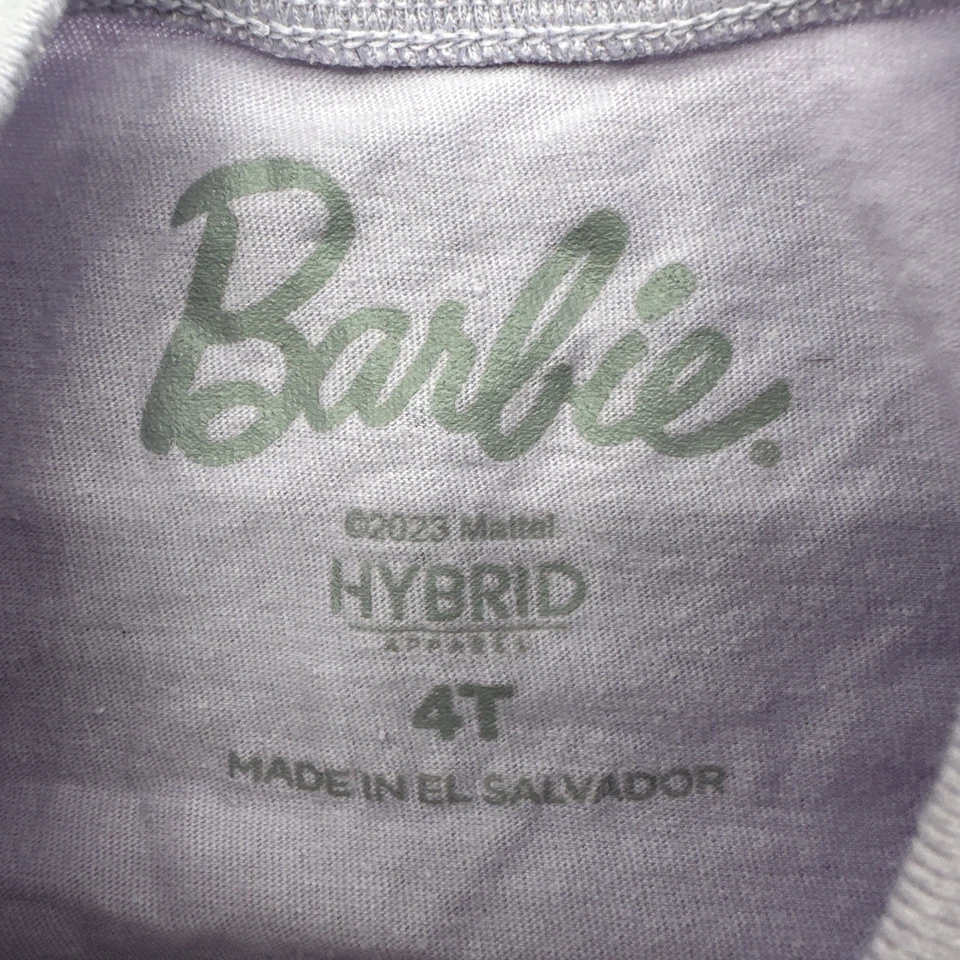 Barbie®
©2023 Mattel
HYBRID
APPAREL
4T
MADE IN EL SALVADOR